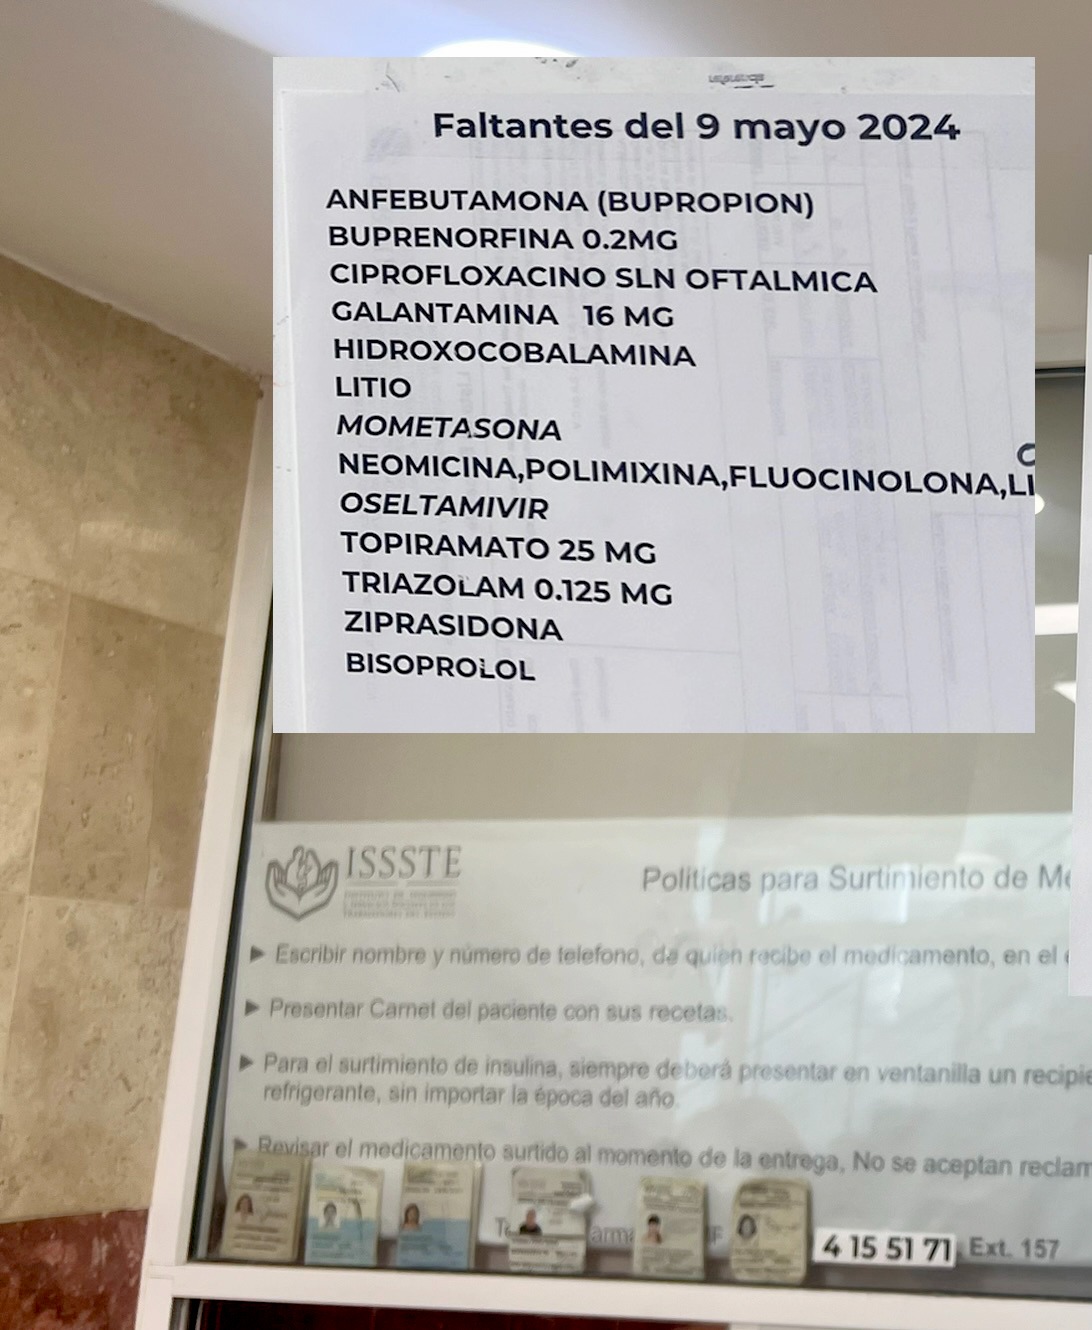 Faltantes del 9 mayo 2024
ANFEBUTAMONA (BUPROPION)
BUPRENORFINA 0.2MG
CIPROFLOXACINO SLN OFTALMICA
GALANTAMINA 16 MG
HIDROXOCOBALAMINA
LITIO
MOMETASONA
NEOMICINA,POLIMIXINA,FLUOCINOLONA,LI
OSELTAMIVIR
TOPIRAMATO 25 MG
TRIAZOLAM 0.125 MG
ZIPRASIDONA
BISOPROLOL
ISSSTE
Políticas para Surtimiento de Me
Escribir nombre y número de telefono, de quien recibe el medicamento, en el
Presentar Carnet del paciente con sus recetas.
Para el surtimiento de insulina, siempre deberá presentar en ventanilla un recipie
refrigerante, sin importar la época del año.
Revisar el medicamento surtido al momento de la entrega, No se aceptan reclam
4 15 51 71 Ext. 157